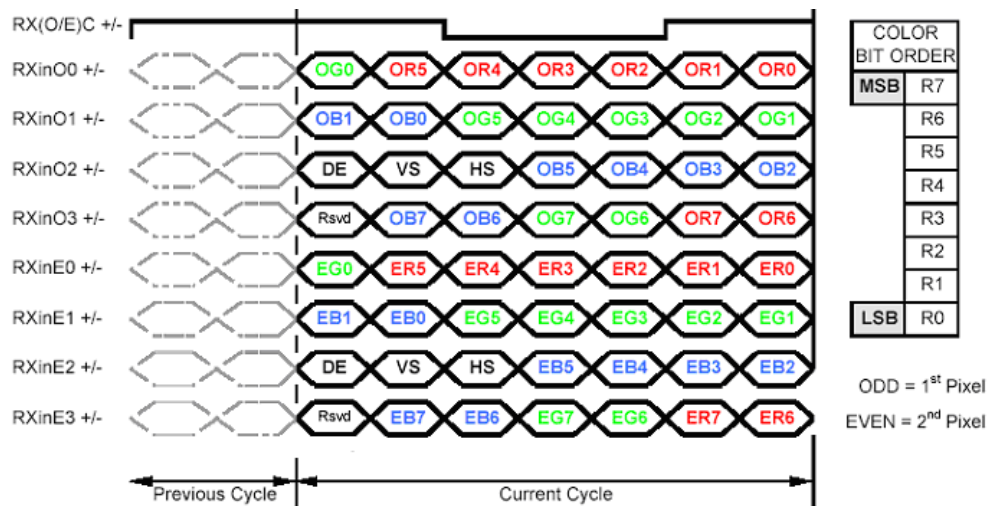 RX(O/E)C +/-
RXinO0 +/- OG0 OR5 OR4 OR3 OR2 OR1 OR0
RXinO1 +/- OB1 OB0 OG5 OG4 OG3 OG2 OG1
RXinO2 +/- DE VS HS OB5 OB4 OB3 OB2
RXinO3 +/- Rsvd OB7 OB6 OG7 OG6 OR7 OR6
RXinE0 +/- EG0 ER5 ER4 ER3 ER2 ER1 ER0
RXinE1 +/- EB1 EB0 EG5 EG4 EG3 EG2 EG1
RXinE2 +/- DE VS HS EB5 EB4 EB3 EB2
RXinE3 +/- Rsvd EB7 EB6 EG7 EG6 ER7 ER6
Previous Cycle Current Cycle
COLOR
BIT ORDER
MSB R7
R6
R5
R4
R3
R2
R1
LSB R0
ODD = 1st Pixel
EVEN = 2nd Pixel